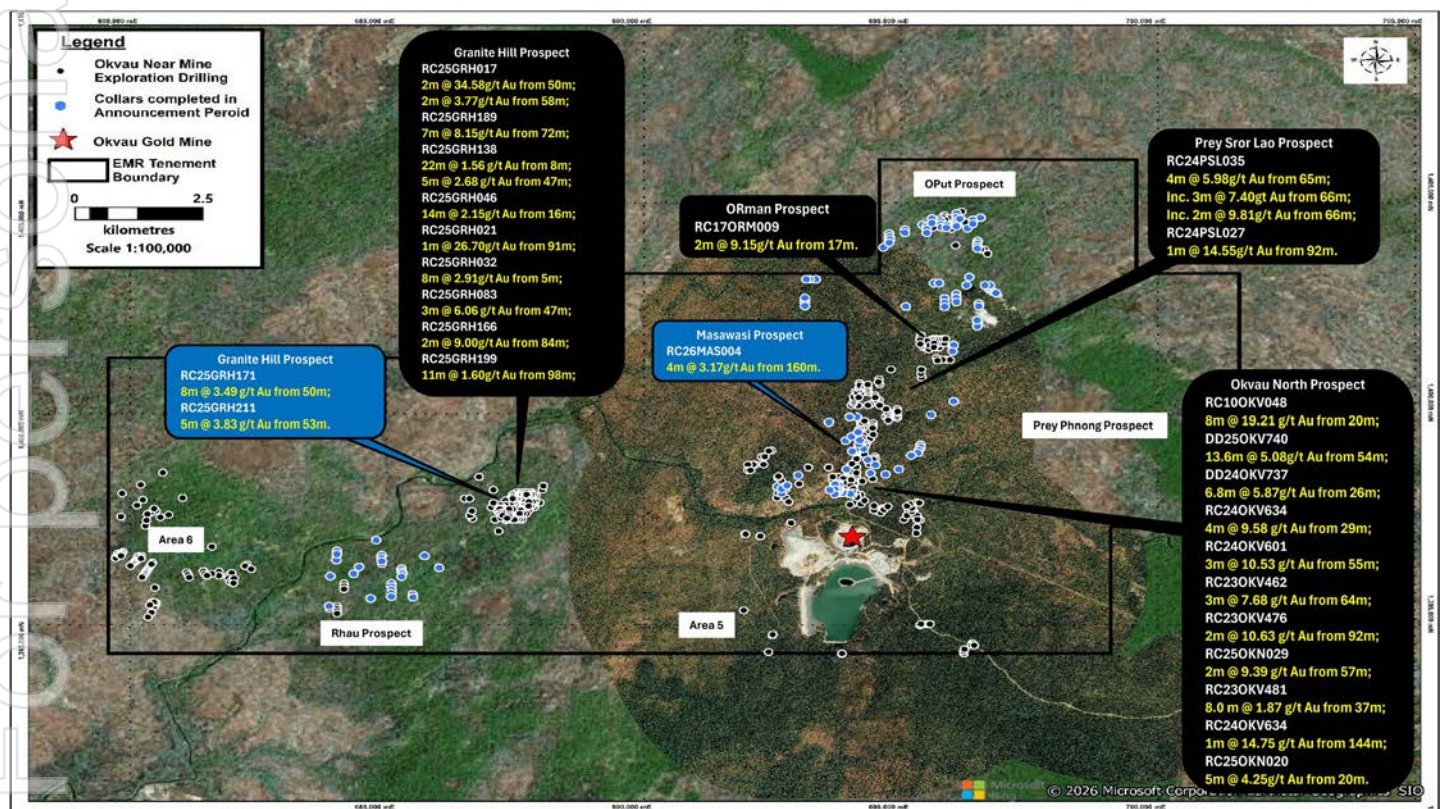 For personal
Legend
Okvau Near Mine
Exploration Drilling
Collars completed in
Announcement Peroid
Okvau Gold Mine
EMR Tenement
Boundary
0 2.5
kilometres
Scale 1:100,000
Granite Hill Prospect
RC25GRH017
2m @ 34.58g/t Au from 50m;
2m @ 3.77g/t Au from 58m;
RC25GRH189
7m @ 8.15g/t Au from 72m;
RC25GRH138
22m @ 1.56 g/t Au from 8m;
5m @ 2.68 g/t Au from 47m;
RC25GRH046
14m @ 2.15g/t Au from 16m;
RC25GRH021
1m @ 26.70g/t Au from 91m;
RC25GRH032
8m @ 2.91g/t Au from 5m;
RC25GRH083
3m @ 6.06 g/t Au from 47m;
RC25GRH166
2m @ 9.00g/t Au from 84m;
RC25GRH199
11m @ 1.60g/t Au from 98m;
Prey Sror Lao Prospect
RC24PSL035
4m @ 5.98g/t Au from 65m;
Inc. 3m @ 7.40gt Au from 66m;
Inc. 2m @ 9.81g/t Au from 66m;
RC24PSL027
1m @ 14.55g/t Au from 92m.
OPut Prospect
ORman Prospect
RC17ORM009
2m @ 9.15g/t Au from 17m.
Masawasi Prospect
RC26MAS004
4m @ 3.17g/t Au from 160m.
Granite Hill Prospect
RC25GRH171
8m @ 3.49 g/t Au from 50m;
RC25GRH211
5m @ 3.83 g/t Au from 53m.
Prey Phnong Prospect
Okvau North Prospect
RC10OKV048
8m @ 19.21 g/t Au from 20m;
DD25OKV740
13.6m @ 5.08g/t Au from 54m;
DD24OKV737
6.8m @ 5.87g/t Au from 26m;
RC24OKV634
4m @ 9.58 g/t Au from 29m;
RC24OKV601
3m @ 10.53 g/t Au from 55m;
RC23OKV462
3m @ 7.68 g/t Au from 64m;
RC23OKV476
2m @ 10.63 g/t Au from 92m;
RC25OKN029
2m @ 9.39 g/t Au from 57m;
RC23OKV481
8.0 m @ 1.87 g/t Au from 37m;
RC24OKV634
1m @ 14.75 g/t Au from 144m;
RC25OKN020
5m @ 4.25g/t Au from 20m.
Area 6
Rhau Prospect
Area 5
Microsoft
© 2026 Microsoft
SIO